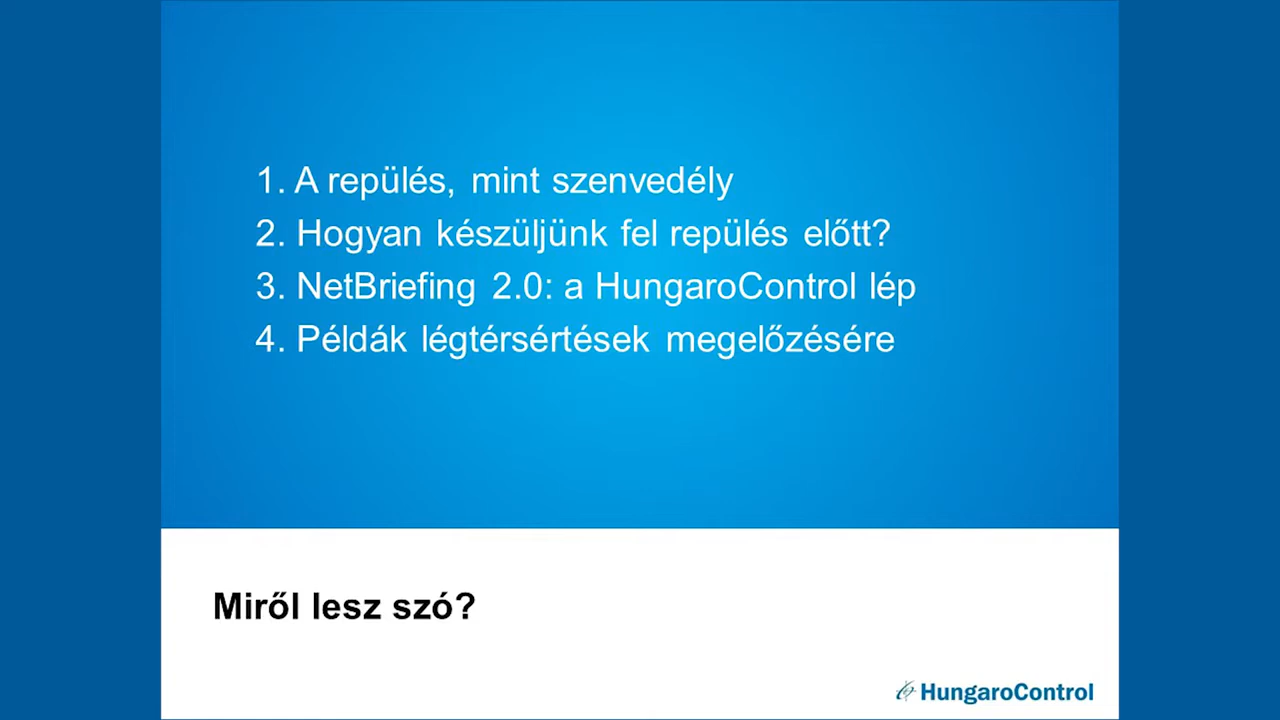 1. A repülés, mint szenvedély
2. Hogyan készüljünk fel repülés előtt?
3. NetBriefing 2.0: a HungaroControl lép
4. Példák légtérsértések megelőzésére
Miről lesz szó?
HungaroControl